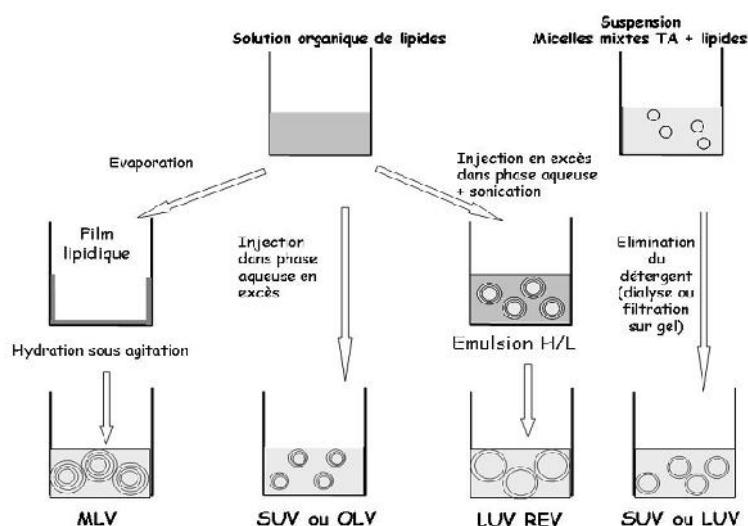 Solution organique de lipides
Suspension
Micelles mixtes TA + lipides
Evaporation
Injection en excès
dans phase aqueuse
+ sonication
Film
lipidique
Injection
dans phase
aqueuse en
excès
Elimination
du
détergent
(dialyse ou
filtration
sur gel)
Hydration sous agitation
Emulsion H/L
MLV
SUV ou OLV
LUV REV
SUV ou LUV